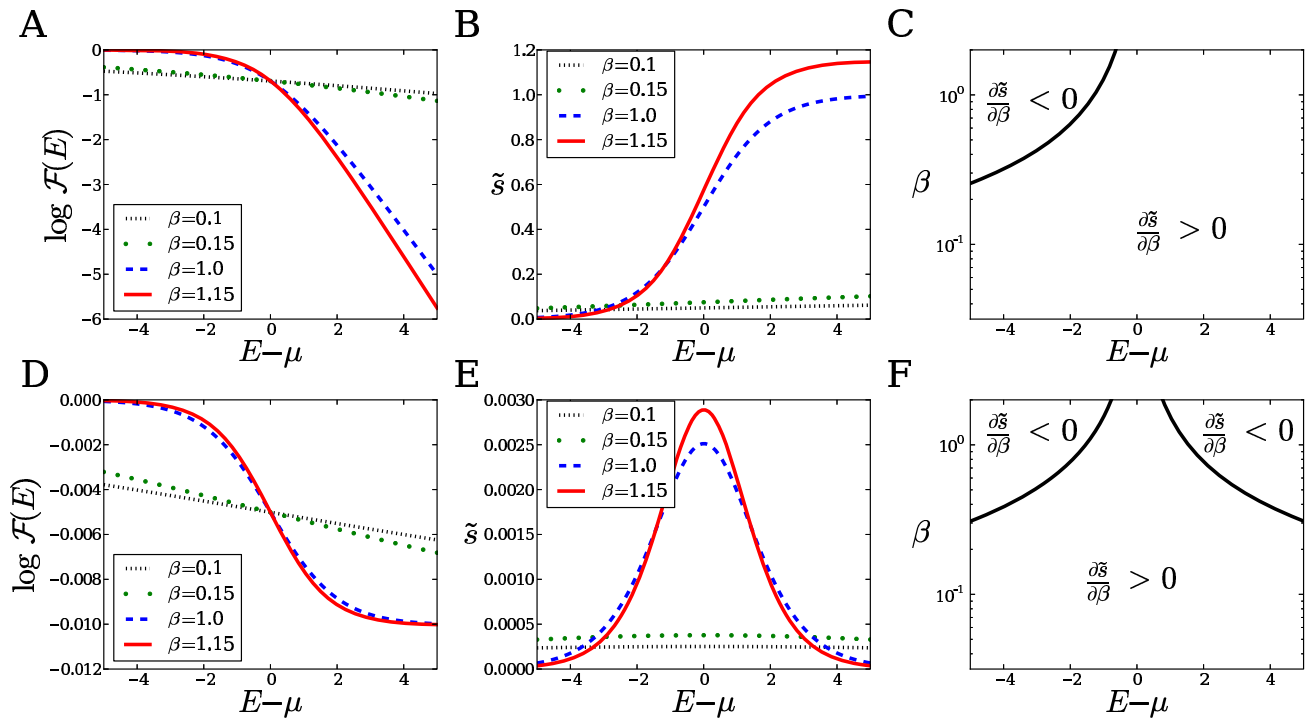 A
0
−1
−2
−3
−4
−5
−6
log ℱ(E)
β=0.1
β=0.15
β=1.0
β=1.15
−4 −2 0 2 4
E−μ
B
1.2
1.0
0.8
0.6
0.4
0.2
0.0
s̃
β=0.1
β=0.15
β=1.0
β=1.15
−4 −2 0 2 4
E−μ
C
10⁰
10⁻¹
β
∂s̃/∂β < 0
∂s̃/∂β > 0
−4 −2 0 2 4
E−μ
D
0.000
−0.002
−0.004
−0.006
−0.008
−0.010
−0.012
log ℱ(E)
β=0.1
β=0.15
β=1.0
β=1.15
−4 −2 0 2 4
E−μ
E
0.0030
0.0025
0.0020
0.0015
0.0010
0.0005
0.0000
s̃
β=0.1
β=0.15
β=1.0
β=1.15
−4 −2 0 2 4
E−μ
F
10⁰
10⁻¹
β
∂s̃/∂β < 0
∂s̃/∂β < 0
∂s̃/∂β > 0
−4 −2 0 2 4
E−μ